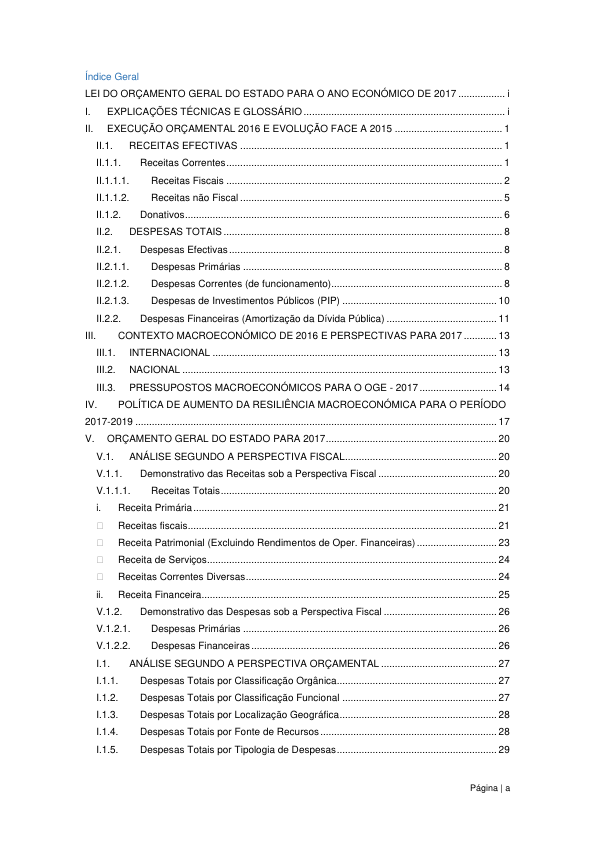 Índice Geral
LEI DO ORÇAMENTO GERAL DO ESTADO PARA O ANO ECONÓMICO DE 2017 ................ i
I. EXPLICAÇÕES TÉCNICAS E GLOSSÁRIO ................ i
II. EXECUÇÃO ORÇAMENTAL 2016 E EVOLUÇÃO FACE A 2015 ................ 1
II.1. RECEITAS EFECTIVAS ................ 1
II.1.1. Receitas Correntes ................ 1
II.1.1.1. Receitas Fiscais ................ 2
II.1.1.2. Receitas não Fiscal ................ 5
II.1.2. Donativos ................ 6
II.2. DESPESAS TOTAIS ................ 8
II.2.1. Despesas Efectivas ................ 8
II.2.1.1. Despesas Primárias ................ 8
II.2.1.2. Despesas Correntes (de funcionamento) ................ 8
II.2.1.3. Despesas de Investimentos Públicos (PIP) ................ 10
II.2.2. Despesas Financeiras (Amortização da Dívida Pública) ................ 11
III. CONTEXTO MACROECONÓMICO DE 2016 E PERSPECTIVAS PARA 2017 ............ 13
III.1. INTERNACIONAL ................ 13
III.2. NACIONAL ................ 13
III.3. PRESSUPOSTOS MACROECONÓMICOS PARA O OGE - 2017 ................ 14
IV. POLÍTICA DE AUMENTO DA RESILIÊNCIA MACROECONÓMICA PARA O PERÍODO
2017-2019 ................ 17
V. ORÇAMENTO GERAL DO ESTADO PARA 2017 ................ 20
V.1. ANÁLISE SEGUNDO A PERSPECTIVA FISCAL ................ 20
V.1.1. Demonstrativo das Receitas sob a Perspectiva Fiscal ................ 20
V.1.1.1. Receitas Totais ................ 20
i. Receita Primária ................ 21
 Receitas fiscais ................ 21
 Receita Patrimonial (Excluindo Rendimentos de Oper. Financeiras) ................ 23
 Receita de Serviços ................ 24
 Receitas Correntes Diversas ................ 24
ii. Receita Financeira ................ 25
V.1.2. Demonstrativo das Despesas sob a Perspectiva Fiscal ................ 26
V.1.2.1. Despesas Primárias ................ 26
V.1.2.2. Despesas Financeiras ................ 26
I.1. ANÁLISE SEGUNDO A PERSPECTIVA ORÇAMENTAL ................ 27
I.1.1. Despesas Totais por Classificação Orgânica ................ 27
I.1.2. Despesas Totais por Classificação Funcional ................ 27
I.1.3. Despesas Totais por Localização Geográfica ................ 28
I.1.4. Despesas Totais por Fonte de Recursos ................ 28
I.1.5. Despesas Totais por Tipologia de Despesas ................ 29
Página | a